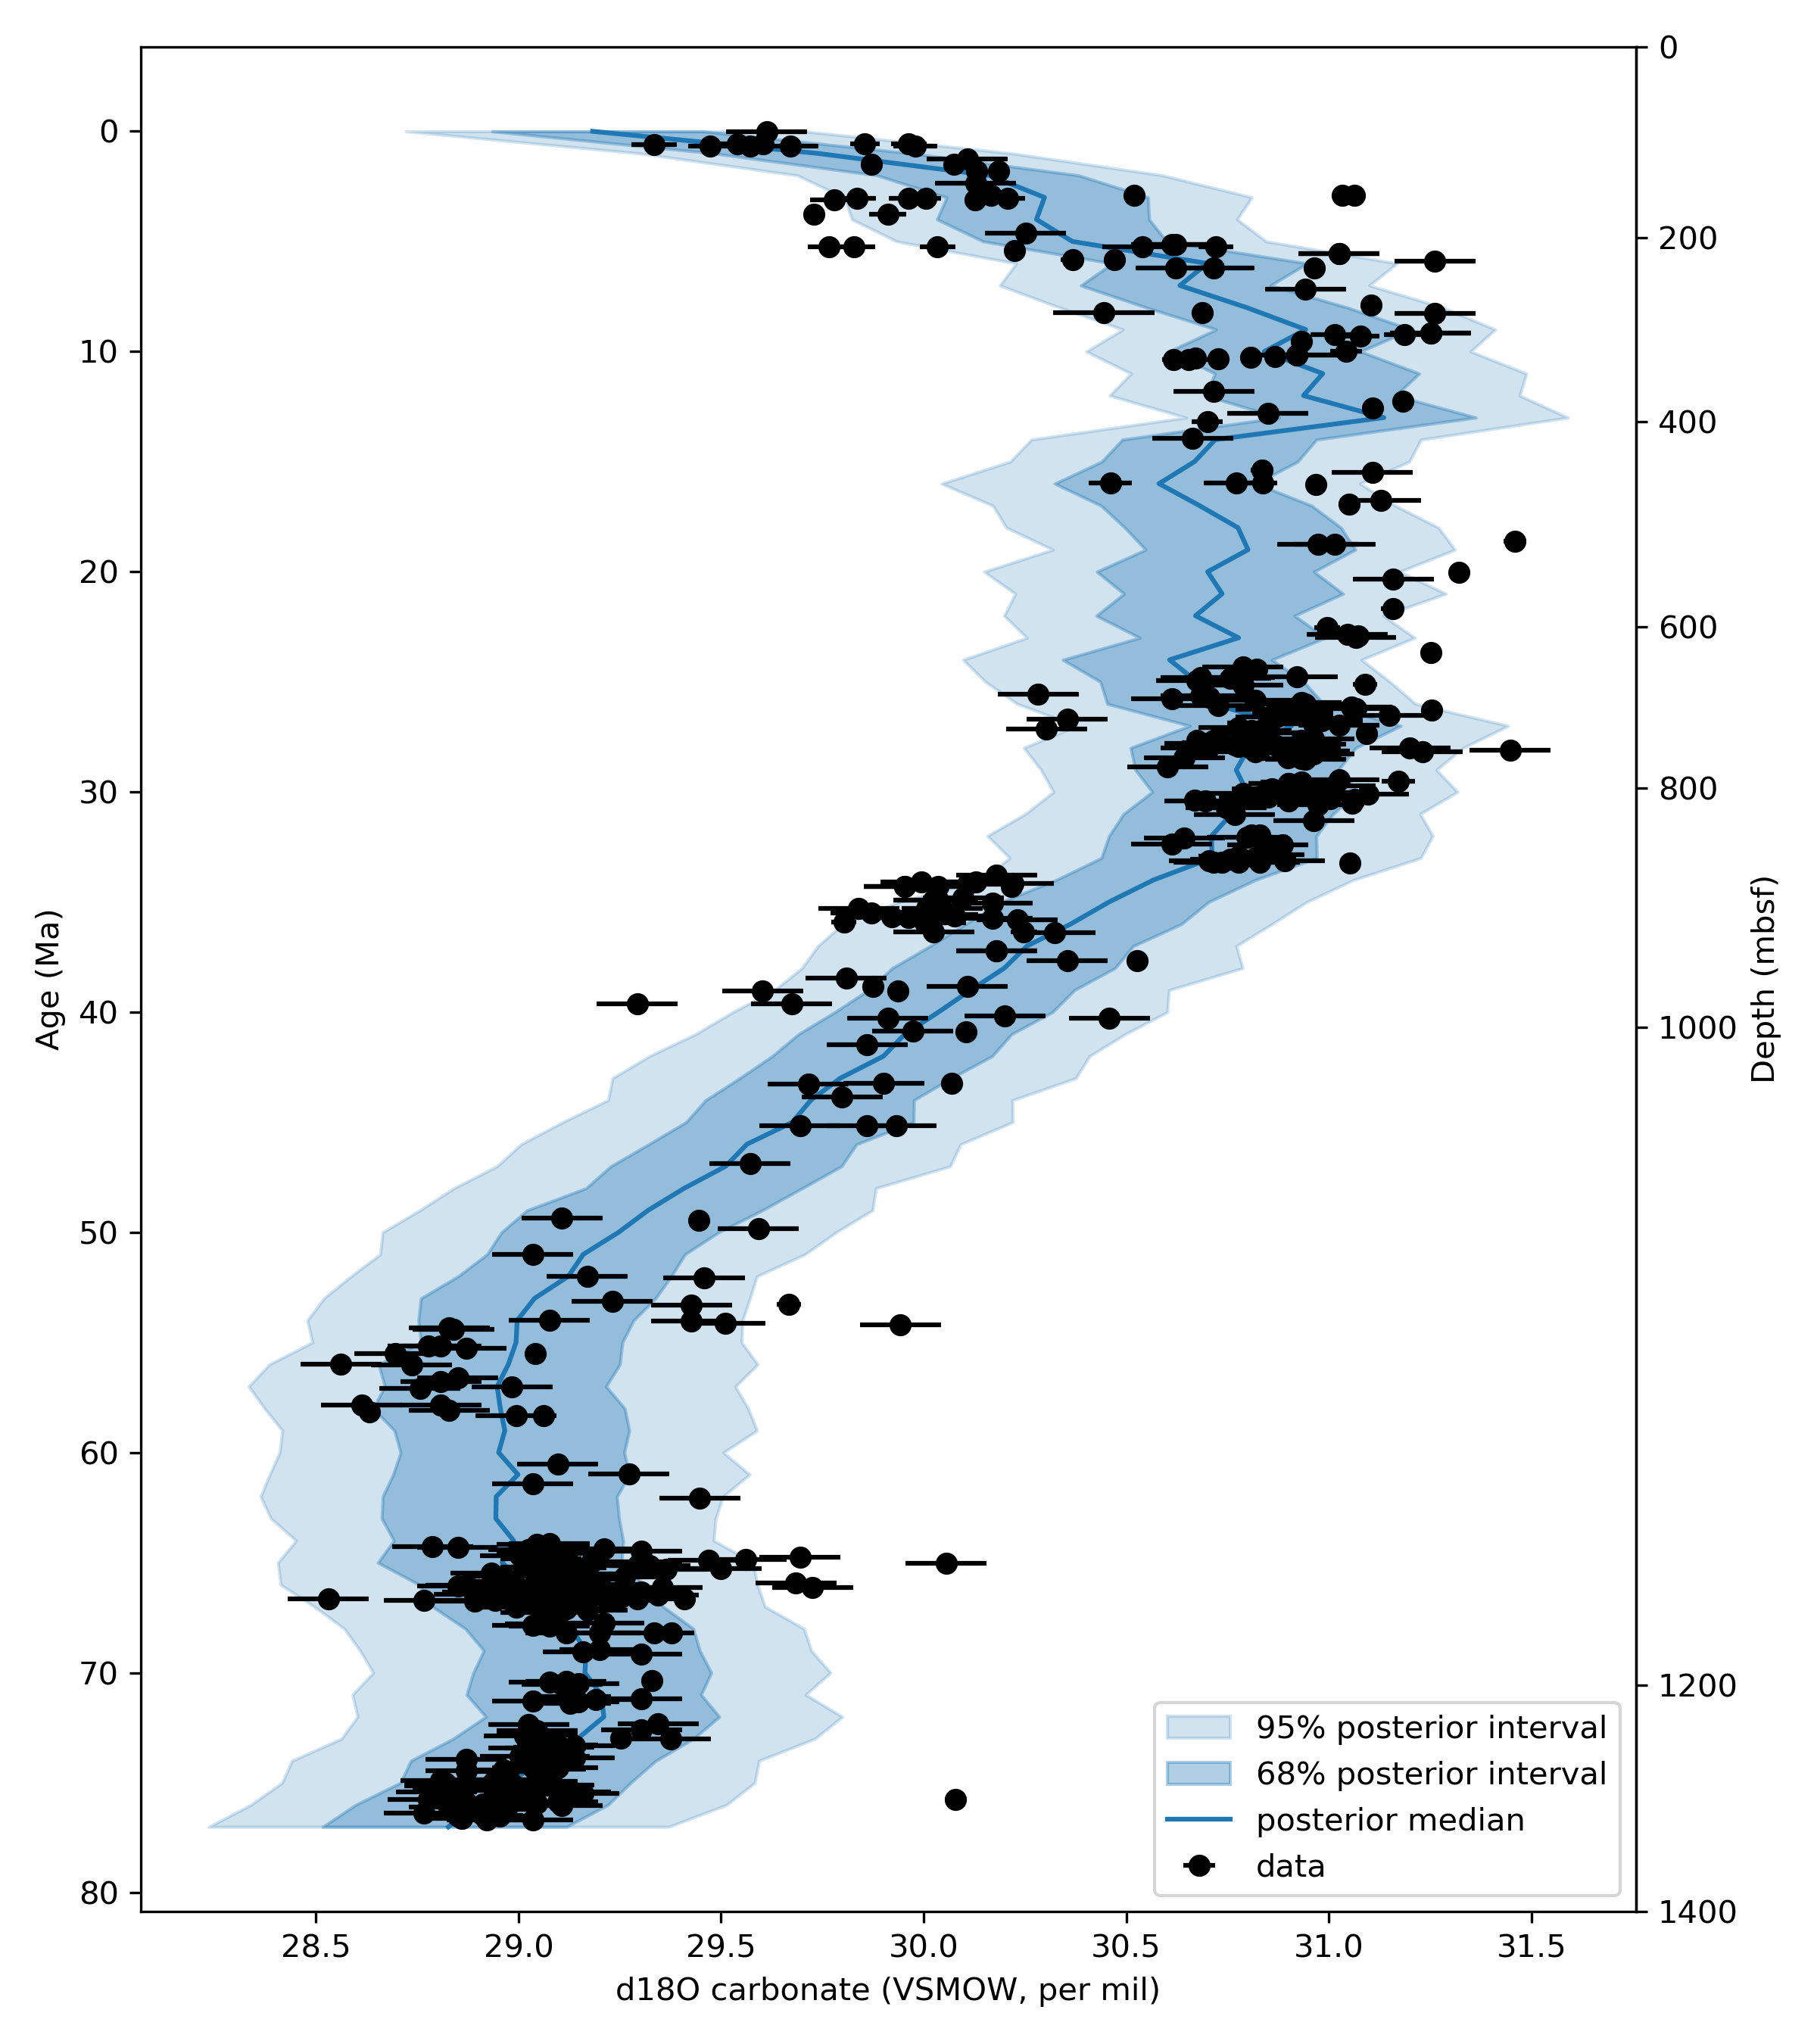 0
0
10
20
30
40
50
60
70
80
Age (Ma)
200
400
600
800
1000
1200
1400
Depth (mbsf)
95% posterior interval
68% posterior interval
posterior median
data
28.5 29.0 29.5 30.0 30.5 31.0 31.5
d18O carbonate (VSMOW, per mil)